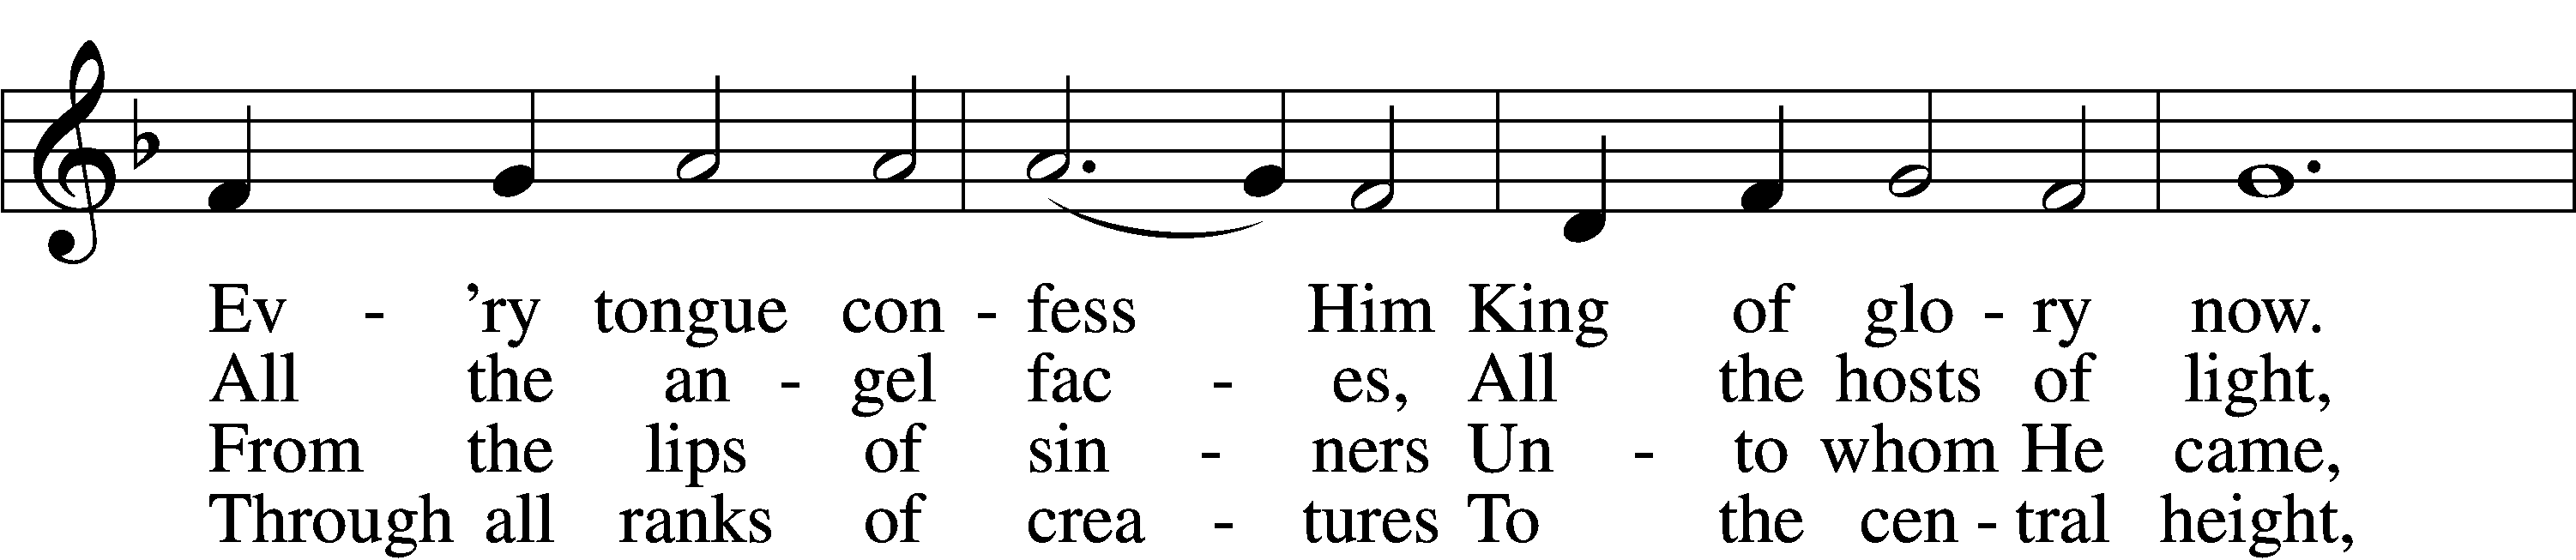 Ev - ’ry tongue con - fess Him King of glo - ry now.
All the an - gel fac - es, All the hosts of light,
From the lips of sin - ners Un - to whom He came,
Through all ranks of crea - tures To the cen - tral height,